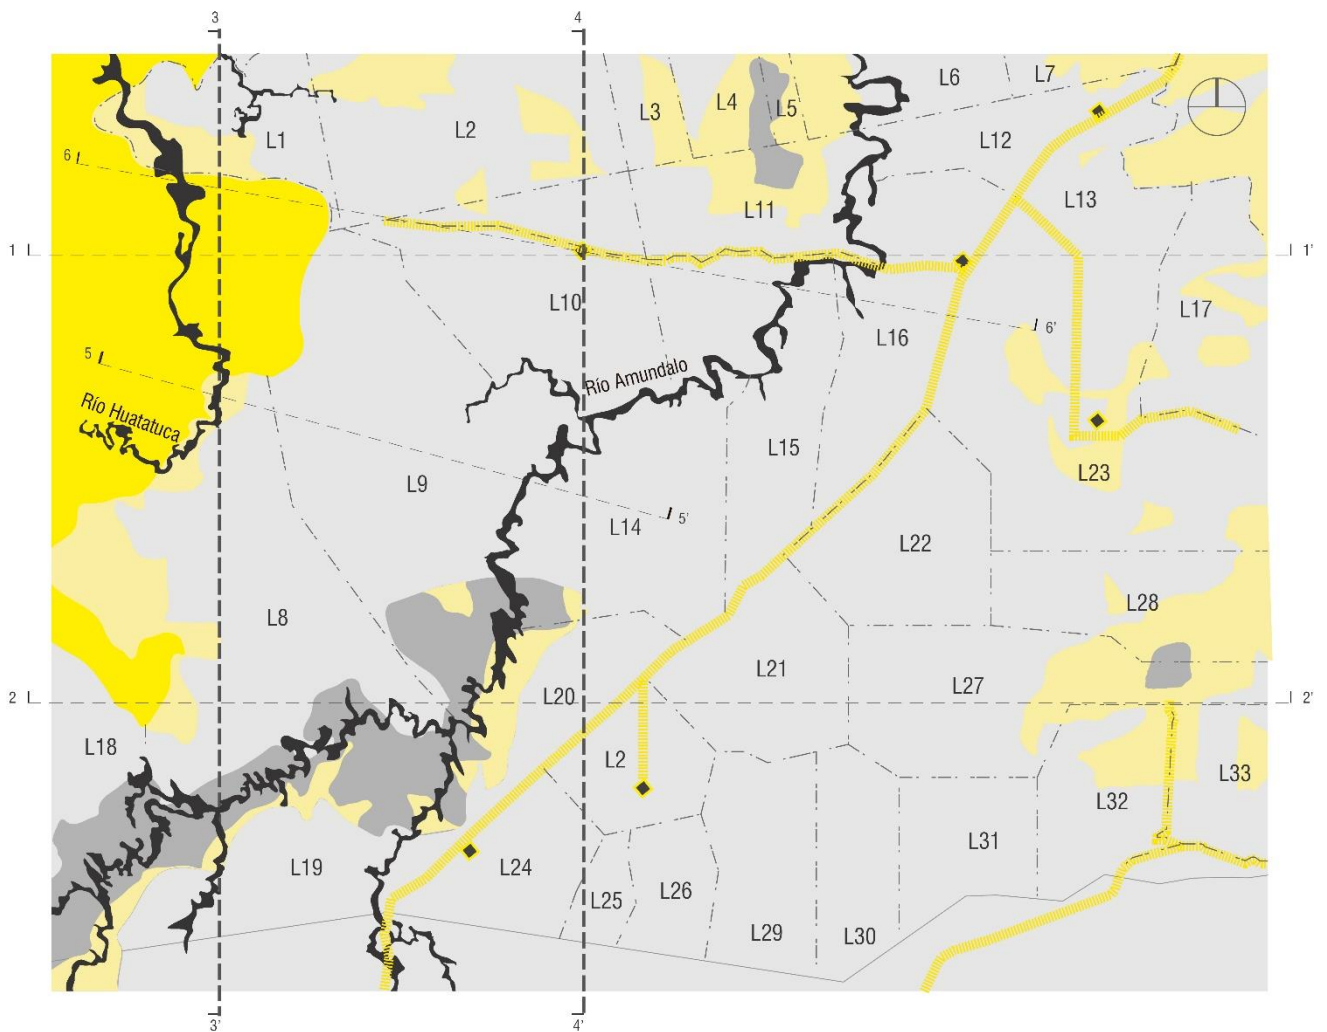 3
4
L6
L7
L3
L4
L5
L1
L2
L12
6
L13
L11
1
1'
L10
L17
6'
L16
5
Río Amundalo
Río Huatatuca
L15
L9
L23
5'
L14
L22
L8
L28
L21
L27
L20
2
2'
L18
L2
L33
L32
L31
L19
L24
L25
L26
L29
L30
3'
4'